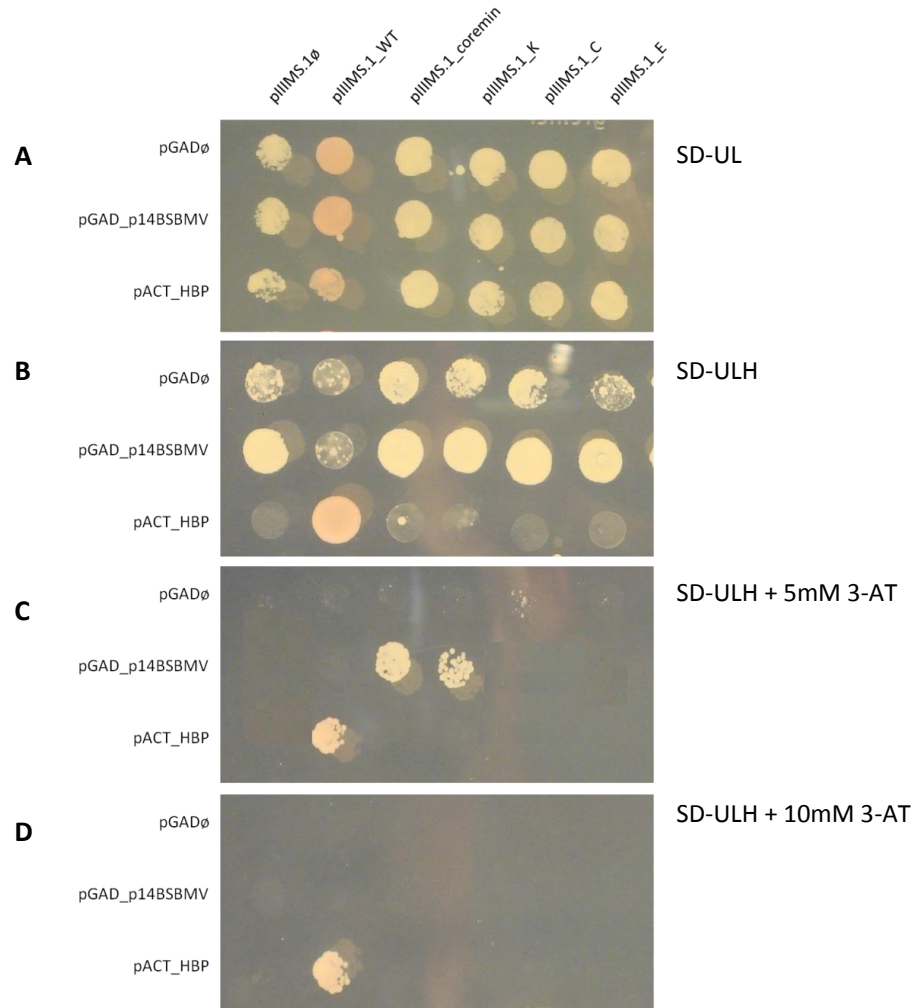 pIIIMS.1ø pIIIMS.1_WT pIIIMS.1_coremin pIIIMS.1_K pIIIMS.1_C pIIIMS.1_E
A pGADø SD-UL
pGAD_p14BSBMV
pACT_HBP
B pGADø SD-ULH
pGAD_p14BSBMV
pACT_HBP
C pGADø SD-ULH + 5mM 3-AT
pGAD_p14BSBMV
pACT_HBP
D pGADø SD-ULH + 10mM 3-AT
pGAD_p14BSBMV
pACT_HBP